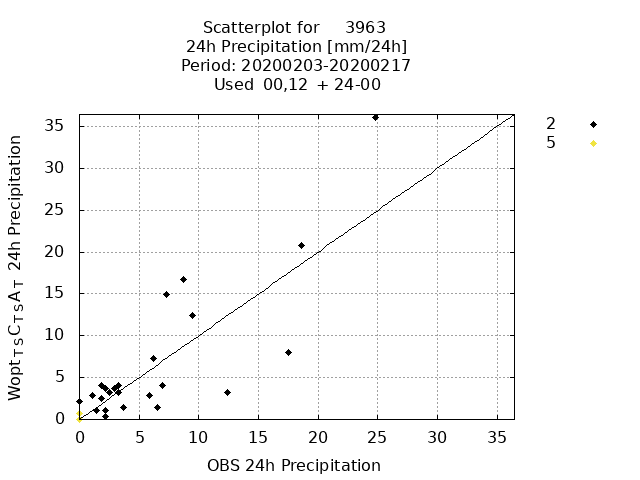 Scatterplot for 3963
24h Precipitation [mm/24h]
Period: 20200203-20200217
Used 00,12 + 24-00
2
5
35
30
25
20
15
10
5
0
0 5 10 15 20 25 30 35
WoptTSCTSAT 24h Precipitation
OBS 24h Precipitation